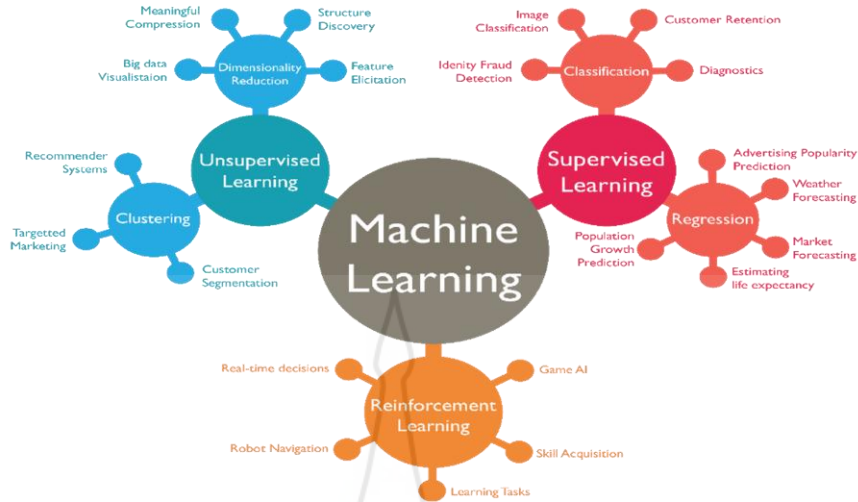 Meaningful
Compression
Structure
Discovery
Big data
Visualistaion
Dimensionality
Reduction
Feature
Elicitation
Image
Classification
Customer Retention
Idenity Fraud
Detection
Classification
Diagnostics
Recommender
Systems
Unsupervised
Learning
Clustering
Targetted
Marketing
Customer
Segmentation
Supervised
Learning
Advertising Popularity
Prediction
Weather
Forecasting
Regression
Population
Growth
Prediction
Market
Forecasting
Estimating
life expectancy
Machine
Learning
Real-time decisions
Game AI
Reinforcement
Learning
Robot Navigation
Skill Acquisition
Learning Tasks